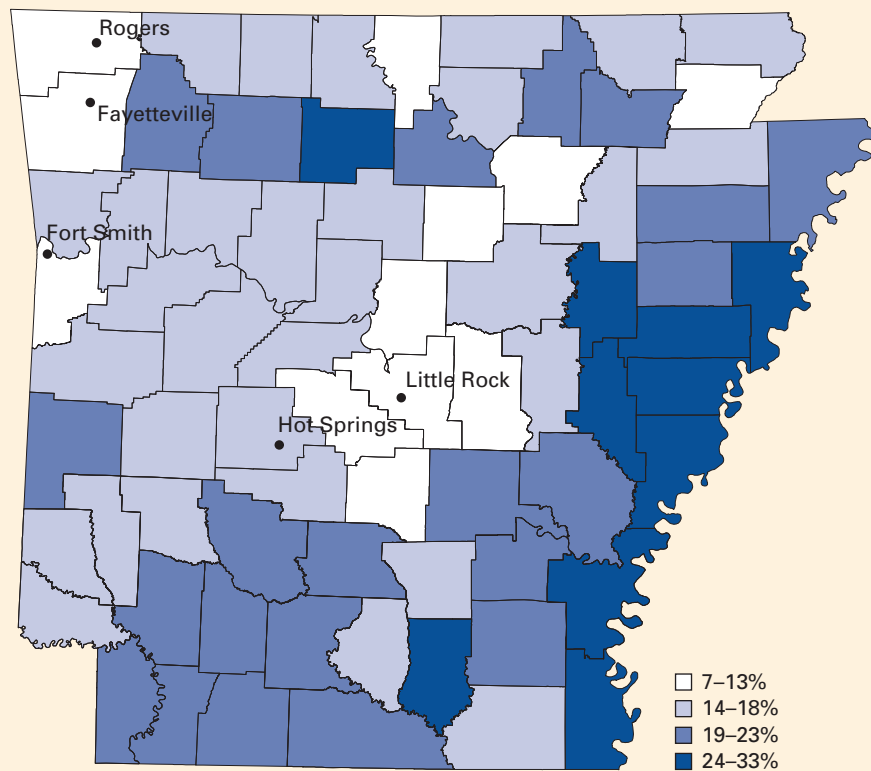 Rogers
Fayetteville
Fort Smith
Little Rock
Hot Springs
7–13%
14–18%
19–23%
24–33%